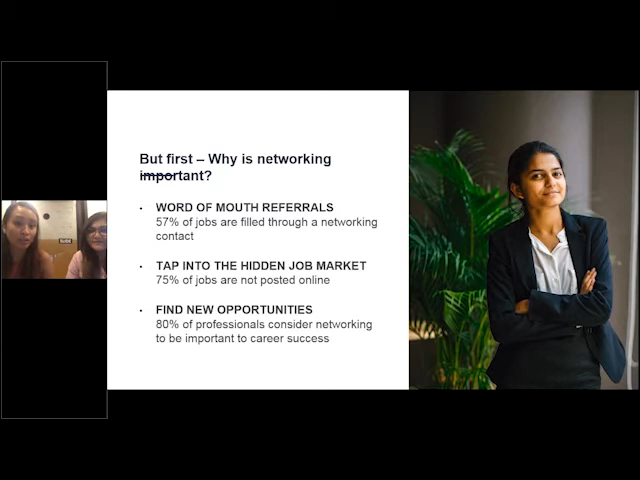 But first – Why is networking
important?
• WORD OF MOUTH REFERRALS
57% of jobs are filled through a networking
contact
• TAP INTO THE HIDDEN JOB MARKET
75% of jobs are not posted online
• FIND NEW OPPORTUNITIES
80% of professionals consider networking
to be important to career success